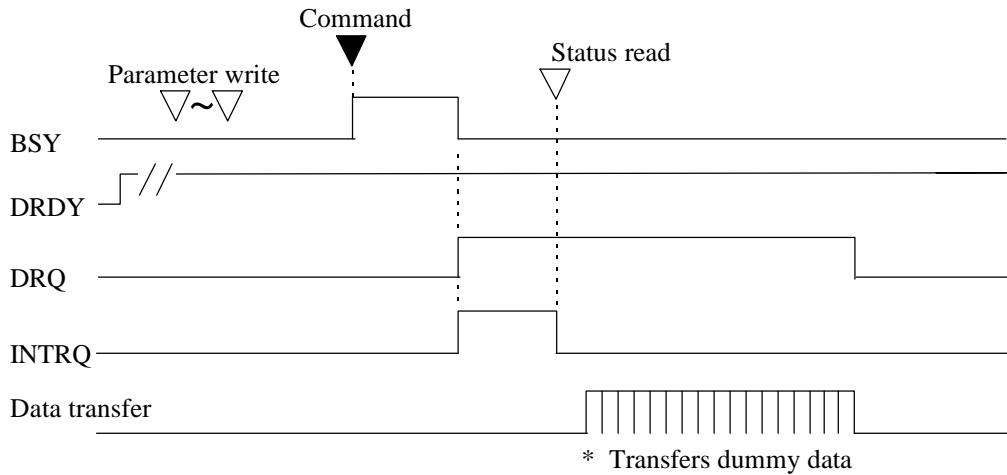 Command
Status read
Parameter write
~
BSY
DRDY
DRQ
INTRQ
Data transfer
* Transfers dummy data